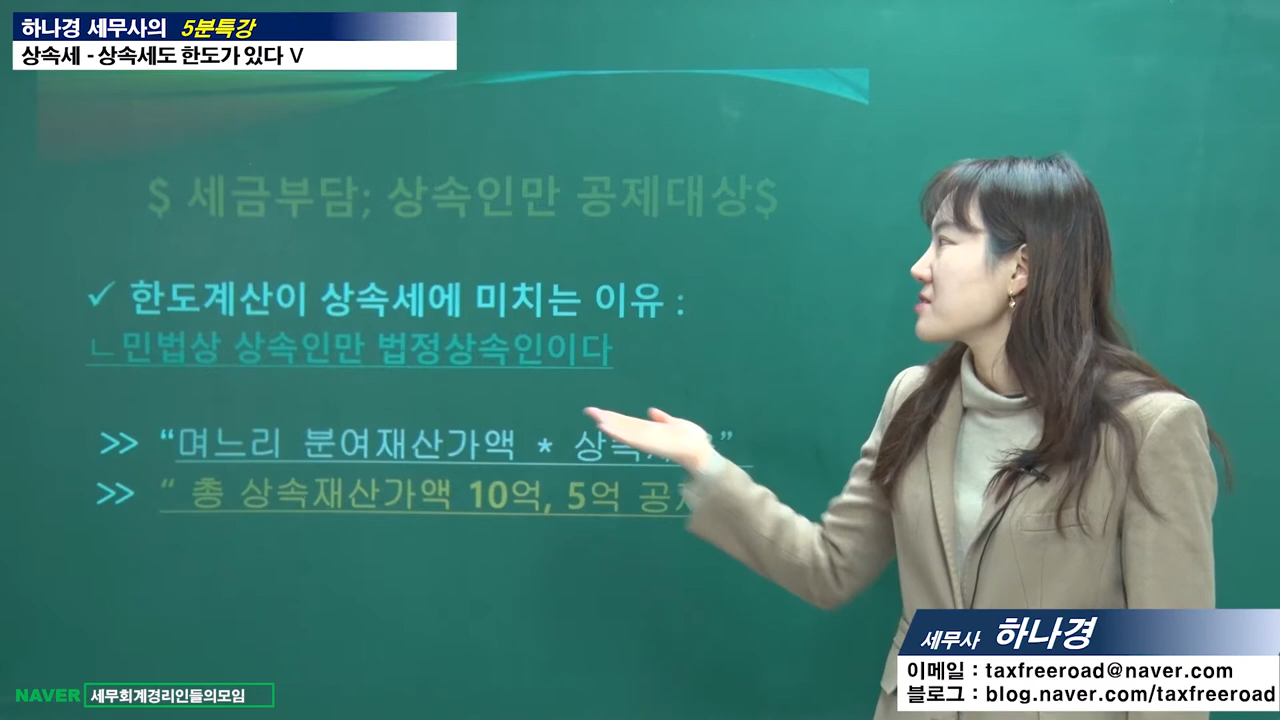 하나경 세무사의 5분특강
상속세 - 상속세도 한도가 있다 V
$ 세금부담; 상속인만 공제대상$
✓ 한도계산이 상속세에 미치는 이유 :
ㄴ민법상 상속인만 법정상속인이다
>> “며느리 분여재산가액 * ”
>> “ 총 상속재산가액 10억, 5억
세무사 하나경
이메일 : taxfreeroad@naver.com
블로그 : blog.naver.com/taxfreeroad
NAVER 세무회계경리인들의모임